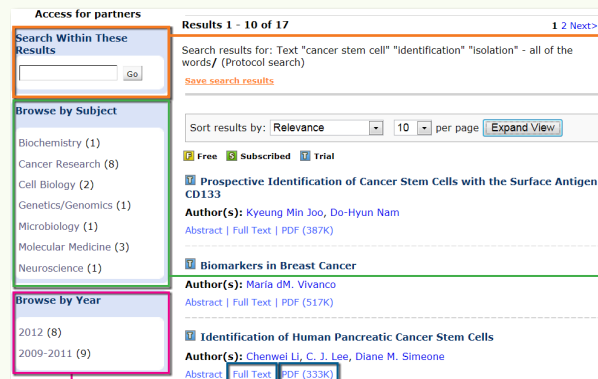 Access for partners
Search Within These
Results
Go
Browse by Subject
Biochemistry (1)
Cancer Research (8)
Cell Biology (2)
Genetics/Genomics (1)
Microbiology (1)
Molecular Medicine (3)
Neuroscience (1)
Browse by Year
2012 (8)
2009-2011 (9)
Results 1 - 10 of 17
1 2 Next>
Search results for: Text "cancer stem cell" "identification" "isolation" - all of the
words/ (Protocol search)
Save search results
Sort results by: Relevance 10 per page Expand View
F Free S Subscribed T Trial
T Prospective Identification of Cancer Stem Cells with the Surface Antigen
CD133
Author(s): Kyeung Min Joo, Do-Hyun Nam
Abstract | Full Text | PDF (387K)
T Biomarkers in Breast Cancer
Author(s): Maria dM. Vivanco
Abstract | Full Text | PDF (517K)
T Identification of Human Pancreatic Cancer Stem Cells
Author(s): Chenwei Li, C. J. Lee, Diane M. Simeone
Abstract | Full Text | PDF (333K)